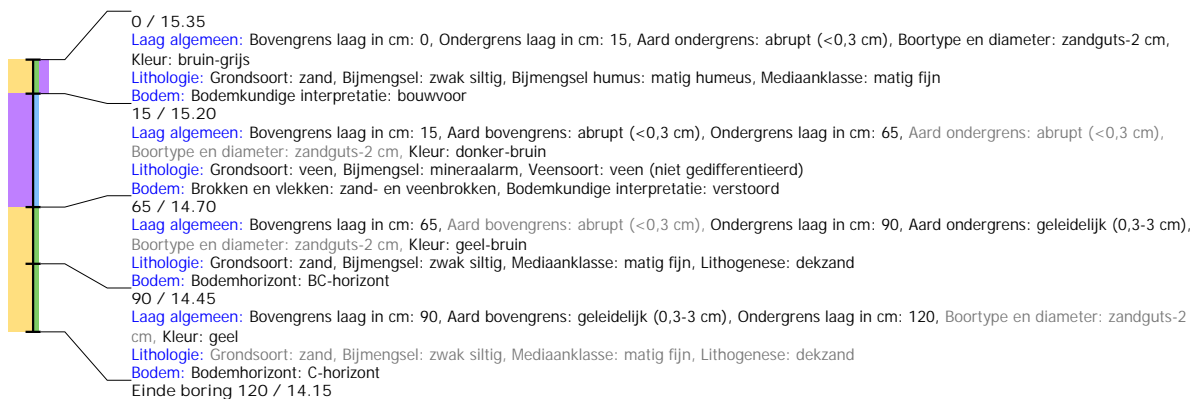 0 / 15.35
Laag algemeen: Bovengrens laag in cm: 0, Ondergrens laag in cm: 15, Aard ondergrens: abrupt (<0,3 cm), Boortype en diameter: zandguts-2 cm,
Kleur: bruin-grijs
Lithologie: Grondsoort: zand, Bijmengsel: zwak siltig, Bijmengsel humus: matig humeus, Mediaanklasse: matig fijn
Bodem: Bodemkundige interpretatie: bouwvoor
15 / 15.20
Laag algemeen: Bovengrens laag in cm: 15, Aard bovengrens: abrupt (<0,3 cm), Ondergrens laag in cm: 65, Aard ondergrens: abrupt (<0,3 cm),
Boortype en diameter: zandguts-2 cm, Kleur: donker-bruin
Lithologie: Grondsoort: veen, Bijmengsel: mineraalarm, Veensoort: veen (niet gedifferentieerd)
Bodem: Brokken en vlekken: zand- en veenbrokken, Bodemkundige interpretatie: verstoord
65 / 14.70
Laag algemeen: Bovengrens laag in cm: 65, Aard bovengrens: abrupt (<0,3 cm), Ondergrens laag in cm: 90, Aard ondergrens: geleidelijk (0,3-3 cm),
Boortype en diameter: zandguts-2 cm, Kleur: geel-bruin
Lithologie: Grondsoort: zand, Bijmengsel: zwak siltig, Mediaanklasse: matig fijn, Lithogenese: dekzand
Bodem: Bodemhorizont: BC-horizont
90 / 14.45
Laag algemeen: Bovengrens laag in cm: 90, Aard bovengrens: geleidelijk (0,3-3 cm), Ondergrens laag in cm: 120, Boortype en diameter: zandguts-2
cm, Kleur: geel
Lithologie: Grondsoort: zand, Bijmengsel: zwak siltig, Mediaanklasse: matig fijn, Lithogenese: dekzand
Bodem: Bodemhorizont: C-horizont
Einde boring 120 / 14.15